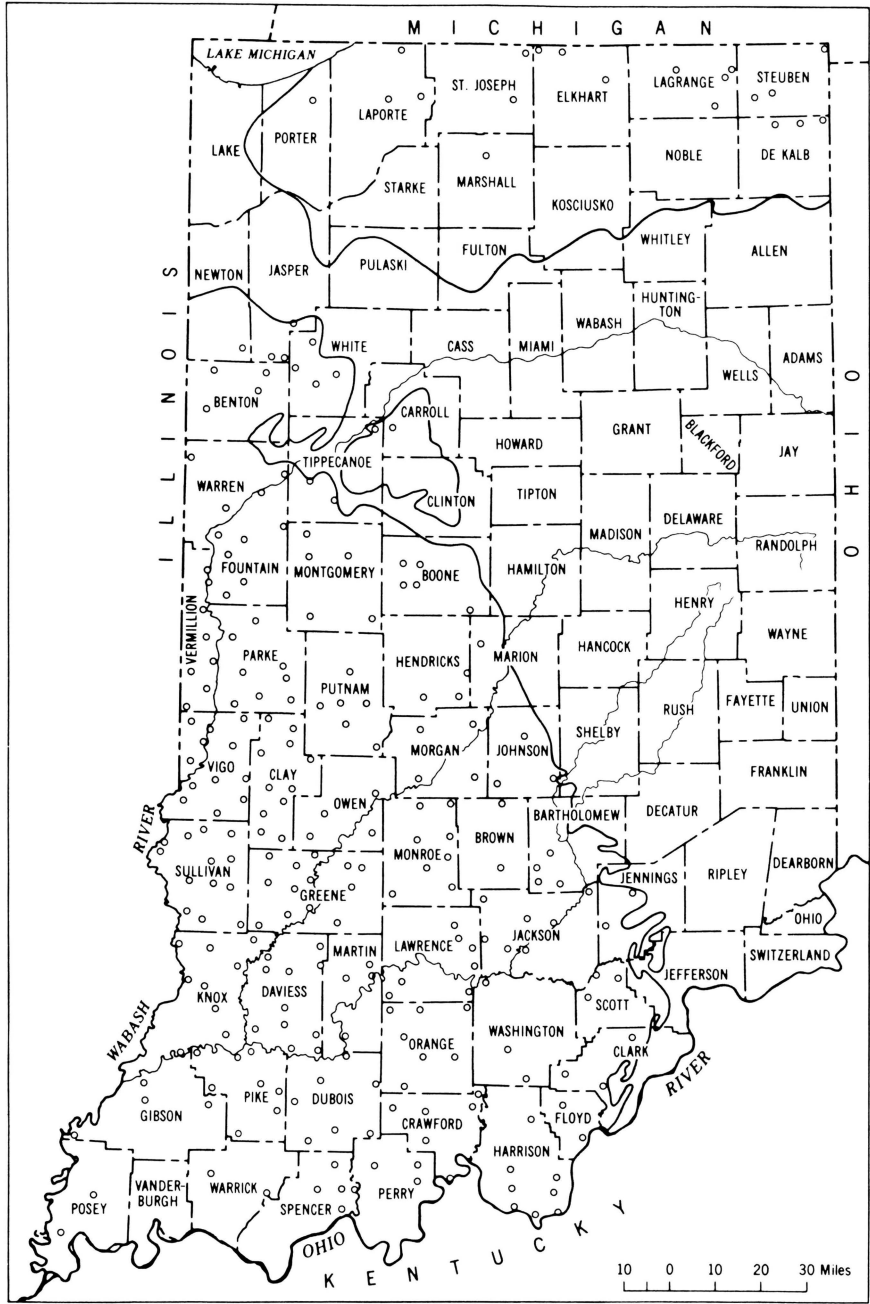 MICHIGAN
LAKE MICHIGAN
ST. JOSEPH
ELKHART
LAGRANGE
STEUBEN
LAPORTE
PORTER
LAKE
NOBLE
DE KALB
STARKE
MARSHALL
KOSCIUSKO
WHITLEY
ALLEN
NEWTON
JASPER
PULASKI
FULTON
HUNTING-
TON
WABASH
WHITE
CASS
MIAMI
WELLS
ADAMS
ILLINOIS
OHIO
BENTON
CARROLL
GRANT
BLACKFORD
JAY
HOWARD
TIPPECANOE
WARREN
CLINTON
TIPTON
MADISON
DELAWARE
RANDOLPH
FOUNTAIN
MONTGOMERY
BOONE
HAMILTON
HENRY
VERMILLION
WAYNE
PARKE
HENDRICKS
MARION
HANCOCK
PUTNAM
RUSH
FAYETTE
UNION
SHELBY
MORGAN
JOHNSON
VIGO
CLAY
FRANKLIN
OWEN
BARTHOLOMEW
DECATUR
RIVER
BROWN
MONROE
SULLIVAN
GREENE
JENNINGS
RIPLEY
DEARBORN
OHIO
JACKSON
LAWRENCE
MARTIN
SWITZERLAND
JEFFERSON
KNOX
DAVIESS
SCOTT
WABASH
WASHINGTON
ORANGE
CLARK
RIVER
PIKE
DUBOIS
GIBSON
CRAWFORD
FLOYD
HARRISON
VANDER-
BURGH
WARRICK
PERRY
POSEY
SPENCER
OHIO
KENTUCKY
10 0 10 20 30 Miles